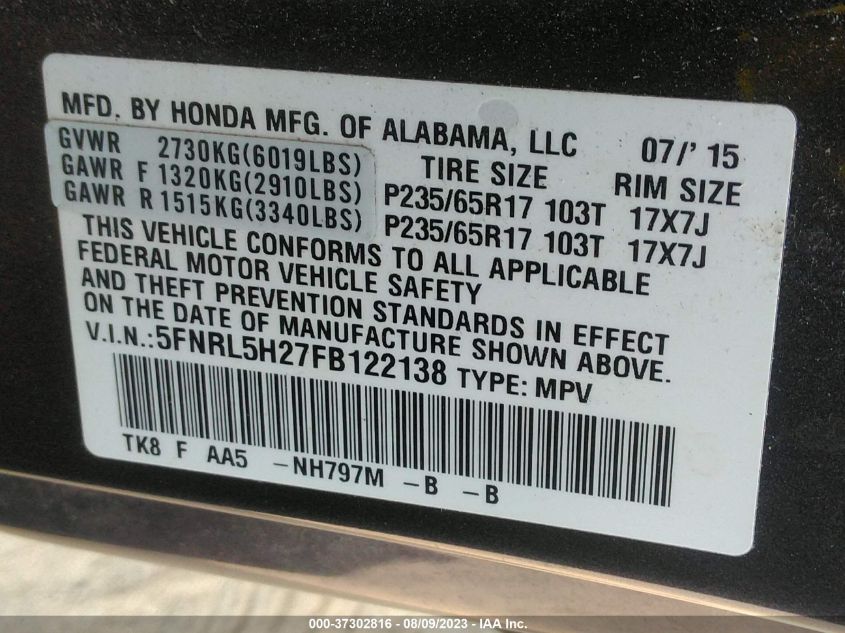 MFD. BY HONDA MFG. OF ALABAMA, LLC 07/' 15
GVWR 2730KG(6019LBS) TIRE SIZE RIM SIZE
GAWR F 1320KG(2910LBS) P235/65R17 103T 17X7J
GAWR R 1515KG(3340LBS) P235/65R17 103T 17X7J
THIS VEHICLE CONFORMS TO ALL APPLICABLE
FEDERAL MOTOR VEHICLE SAFETY
AND THEFT PREVENTION STANDARDS IN EFFECT
ON THE DATE OF MANUFACTURE SHOWN ABOVE.
V.I.N.:5FNRL5H27FB122138 TYPE: MPV
TK8 F AA5 -NH797M -B -B
000-37302816 - 08/09/2023 - IAA Inc.